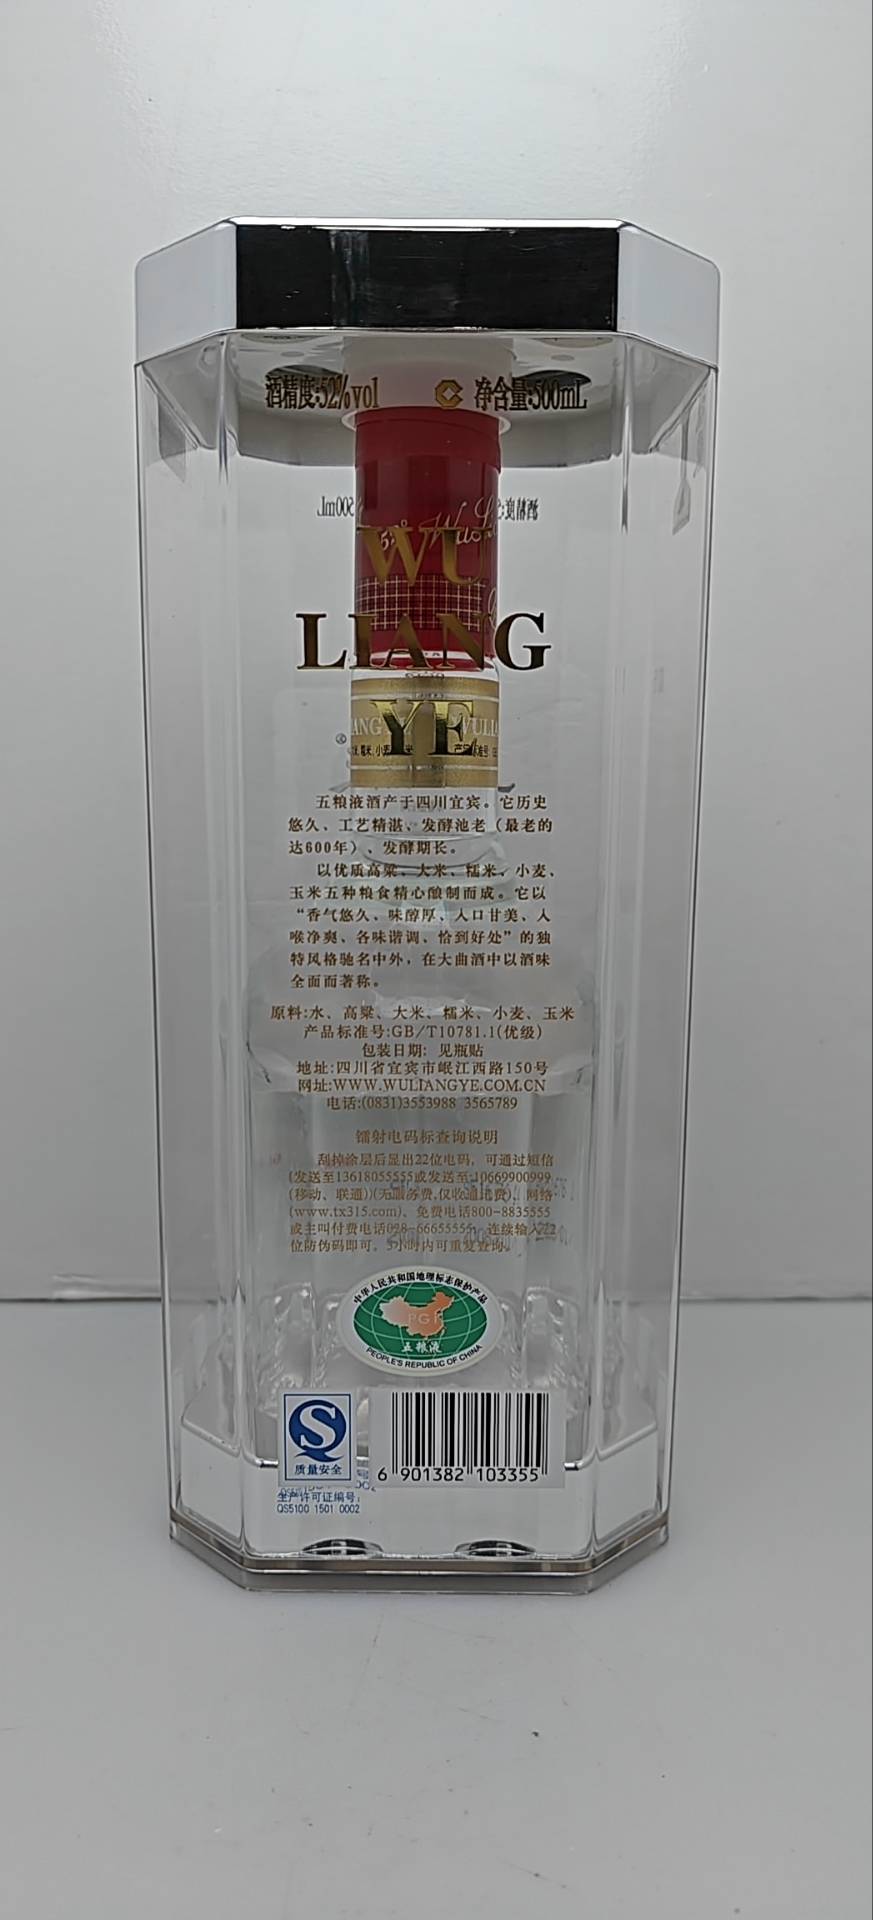 酒精度:52%vol 净含量:500mL
WU
LIANG
YE
五粮液酒产于四川宜宾。它历史
悠久、工艺精湛、发酵池老（最老的
达600年）、发酵期长。
以优质高粱、大米、糯米、小麦、
玉米五种粮食精心酿制而成。它以
“香气悠久、味醇厚、入口甘美、入
喉净爽、各味谐调、恰到好处”的独
特风格驰名中外，在大曲酒中以酒味
全面而著称。
原料:水、高粱、大米、糯米、小麦、玉米
产品标准号:GB/T10781.1(优级)
包装日期: 见瓶贴
地址:四川省宜宾市岷江西路150号
网址:WWW.WULIANGYE.COM.CN
电话:(0831)3553988 3565789
镭射电码标查询说明
刮掉涂层后显出22位电码，可通过短信
(发送至13618055555或发送至:10669900999
(移动、联通))(无服务费,仅收通讯费)、网络
(www.tx315.com)、免费电话800-8835555
或主叫付费电话028-66655555，连续输入22
位防伪码即可。3小时内可重复查询。
中华人民共和国地理标志保护产品
PGI
五粮液
PEOPLE'S REPUBLIC OF CHINA
质量安全
6 901382 103355
生产许可证编号:
QS5100 1501 0002